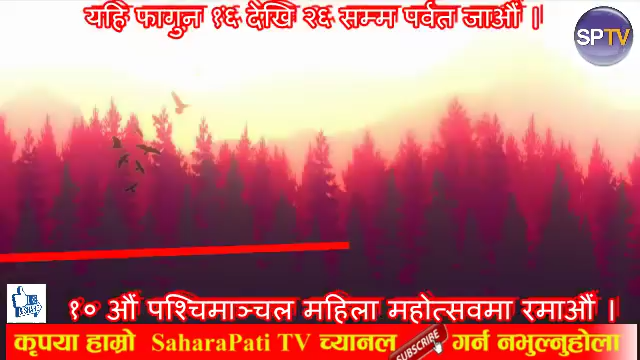 यहि फागुन १६ देखि २६ सम्म पर्वत जाऔं ।
SPTV
१० औं पश्चिमाञ्चल महिला महोत्सवमा रमाऔं ।
कृपया हाम्रो SaharaPati TV च्यानल SUBSCRIBE गर्न नभुल्नुहोला